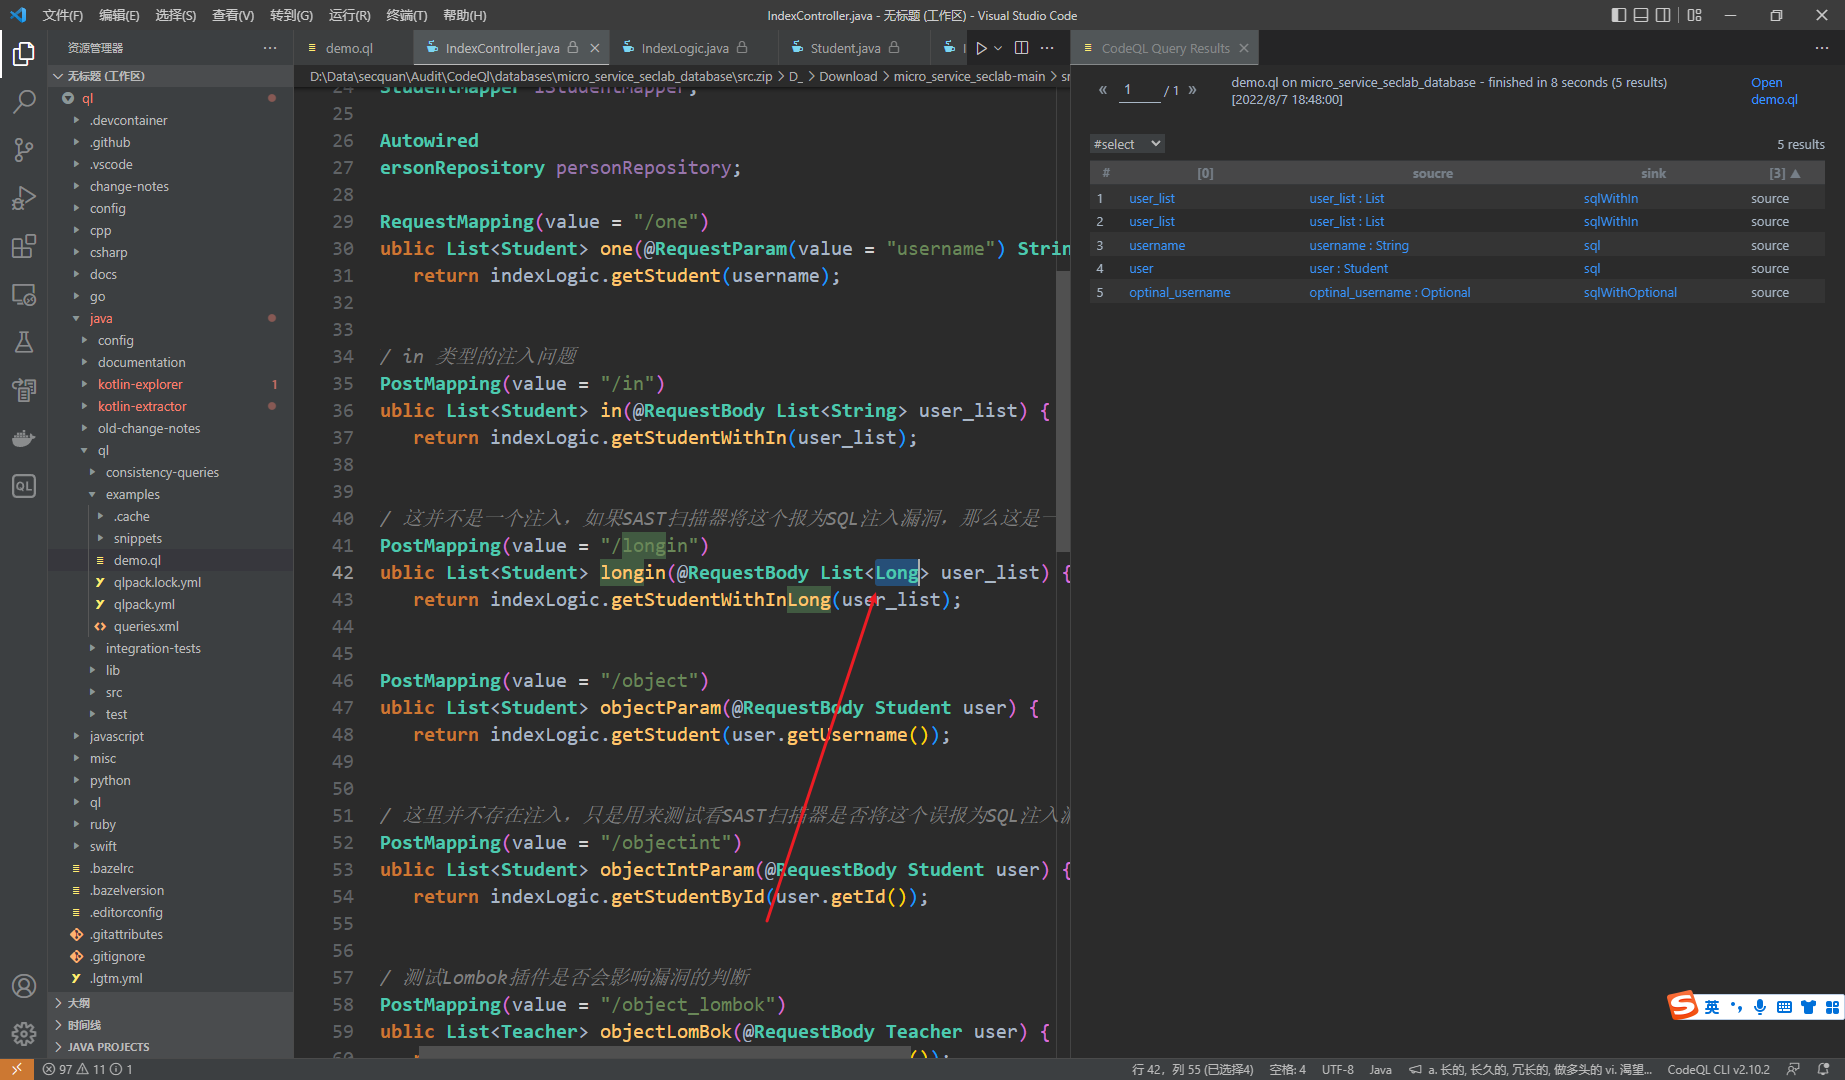 文件(F) 编辑(E) 选择(S) 查看(V) 转到(G) 运行(R) 终端(T) 帮助(H)
IndexController.java - 无标题 (工作区) - Visual Studio Code
资源管理器
无标题 (工作区)
ql
.devcontainer
.github
.vscode
change-notes
config
cpp
csharp
docs
go
java
config
documentation
kotlin-explorer 1
kotlin-extractor
old-change-notes
ql
consistency-queries
examples
.cache
snippets
demo.ql
qlpack.lock.yml
qlpack.yml
queries.xml
integration-tests
lib
src
test
javascript
misc
python
ql
ruby
swift
.bazelrc
.bazelversion
.editorconfig
.gitattributes
.gitignore
.lgtm.yml
大纲
时间线
JAVA PROJECTS
demo.ql IndexController.java IndexLogic.java Student.java I
D:\Data\secquan\Audit\CodeQl\databases\micro_service_seclab_database\src.zip > D_ > Download > micro_service_seclab-main > sr
24 StudentMapper iStudentMapper;
25
26 Autowired
27 ersonRepository personRepository;
28
29 RequestMapping(value = "/one")
30 ublic List<Student> one(@RequestParam(value = "username") Strin
31 return indexLogic.getStudent(username);
32
33
34 / in 类型的注入问题
35 PostMapping(value = "/in")
36 ublic List<Student> in(@RequestBody List<String> user_list) {
37 return indexLogic.getStudentWithIn(user_list);
38
39
40 / 这并不是一个注入，如果SAST扫描器将这个报为SQL注入漏洞，那么这是一
41 PostMapping(value = "/longin")
42 ublic List<Student> longin(@RequestBody List<Long> user_list) {
43 return indexLogic.getStudentWithInLong(user_list);
44
45
46 PostMapping(value = "/object")
47 ublic List<Student> objectParam(@RequestBody Student user) {
48 return indexLogic.getStudent(user.getUsername());
49
50
51 / 这里并不存在注入，只是用来测试看SAST扫描器是否将这个误报为SQL注入漏
52 PostMapping(value = "/objectint")
53 ublic List<Student> objectIntParam(@RequestBody Student user) {
54 return indexLogic.getStudentById(user.getId());
55
56
57 / 测试Lombok插件是否会影响漏洞的判断
58 PostMapping(value = "/object_lombok")
59 ublic List<Teacher> objectLomBok(@RequestBody Teacher user) {
60 ());
CodeQL Query Results
« 1 / 1 »
demo.ql on micro_service_seclab_database - finished in 8 seconds (5 results) [2022/8/7 18:48:00]
Open demo.ql
#select 5 results
# [0] soucre sink [3] ▲
1 user_list user_list : List sqlWithIn source
2 user_list user_list : List sqlWithIn source
3 username username : String sql source
4 user user : Student sql source
5 optinal_username optinal_username : Optional sqlWithOptional source
QL
S 英
97 11 1
行 42，列 55 (已选择4) 空格: 4 UTF-8 Java a. 长的, 长久的, 冗长的, 做多头的 vi. 渴望... CodeQL CLI v2.10.2